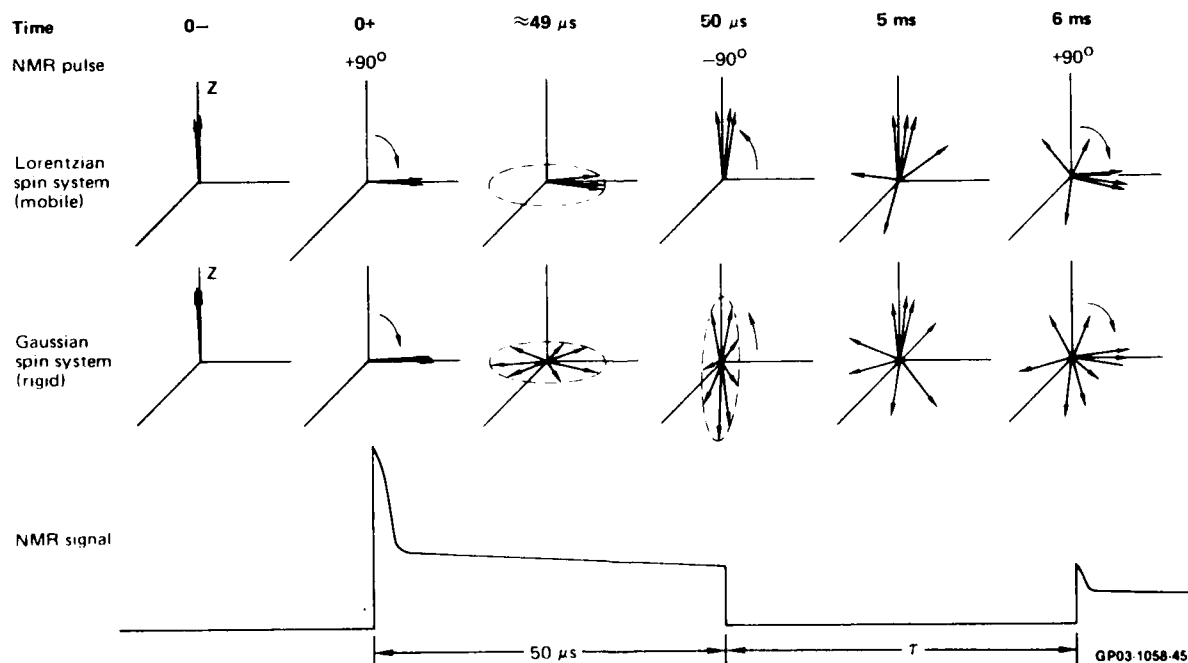 Time 0− 0+ ≈49 μs 50 μs 5 ms 6 ms
NMR pulse +90° −90° +90°
Z
Lorentzian
spin system
(mobile)
Z
Gaussian
spin system
(rigid)
NMR signal
50 μs τ
GP03-1058-45